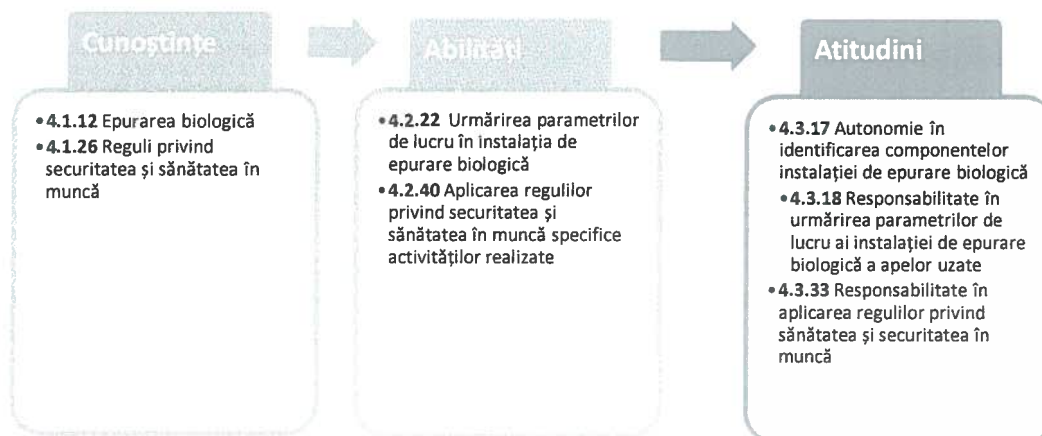 Cunoștințe
• 4.1.12 Epurarea biologică
• 4.1.26 Reguli privind
securitatea și sănătatea în
muncă
Abilități
• 4.2.22 Urmărirea parametrilor
de lucru în instalația de
epurare biologică
• 4.2.40 Aplicarea regulilor
privind securitatea și
sănătatea în muncă specifice
activităților realizate
Atitudini
• 4.3.17 Autonomie în
identificarea componentelor
instalației de epurare biologică
• 4.3.18 Responsabilitate în
urmărirea parametrilor de
lucru ai instalației de epurare
biologică a apelor uzate
• 4.3.33 Responsabilitate în
aplicarea regulilor privind
sănătatea și securitatea în
muncă